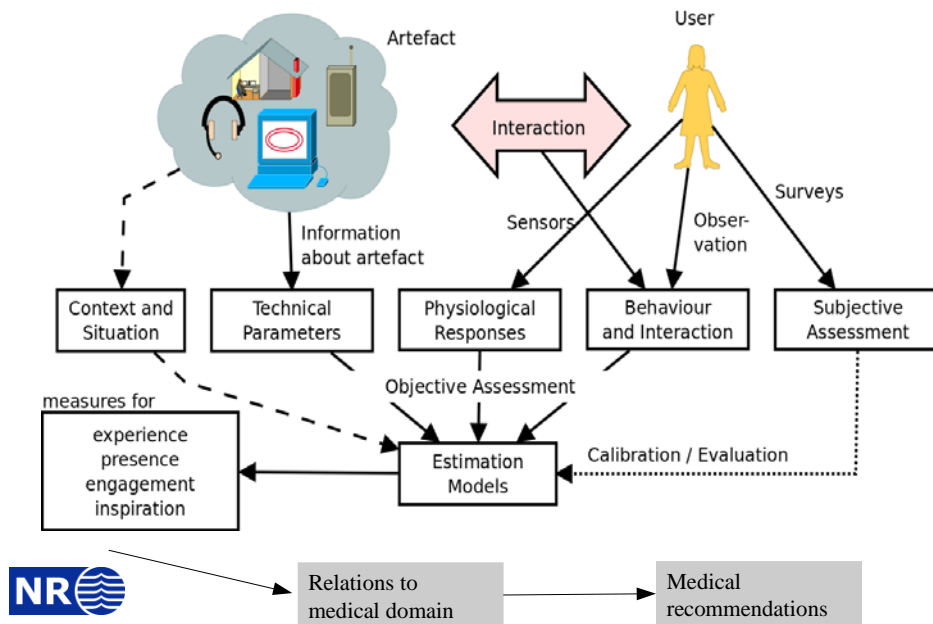 Artefact
User
Interaction
Surveys
Sensors
Obser-
vation
Information
about artefact
Context and
Situation
Technical
Parameters
Physiological
Responses
Behaviour
and Interaction
Subjective
Assessment
Objective Assessment
measures for
experience
presence
engagement
inspiration
Estimation
Models
Calibration / Evaluation
NR
Relations to
medical domain
Medical
recommendations